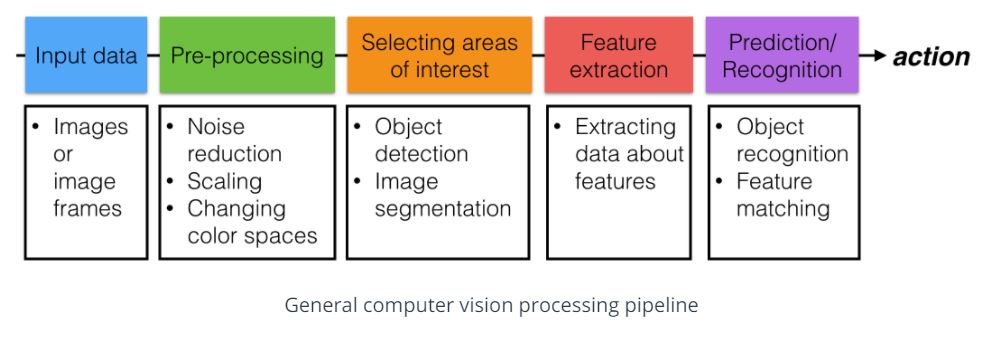 Input data
Pre-processing
Selecting areas
of interest
Feature
extraction
Prediction/
Recognition
action
• Images
or
image
frames
• Noise
reduction
• Scaling
• Changing
color spaces
• Object
detection
• Image
segmentation
• Extracting
data about
features
• Object
recognition
• Feature
matching
General computer vision processing pipeline